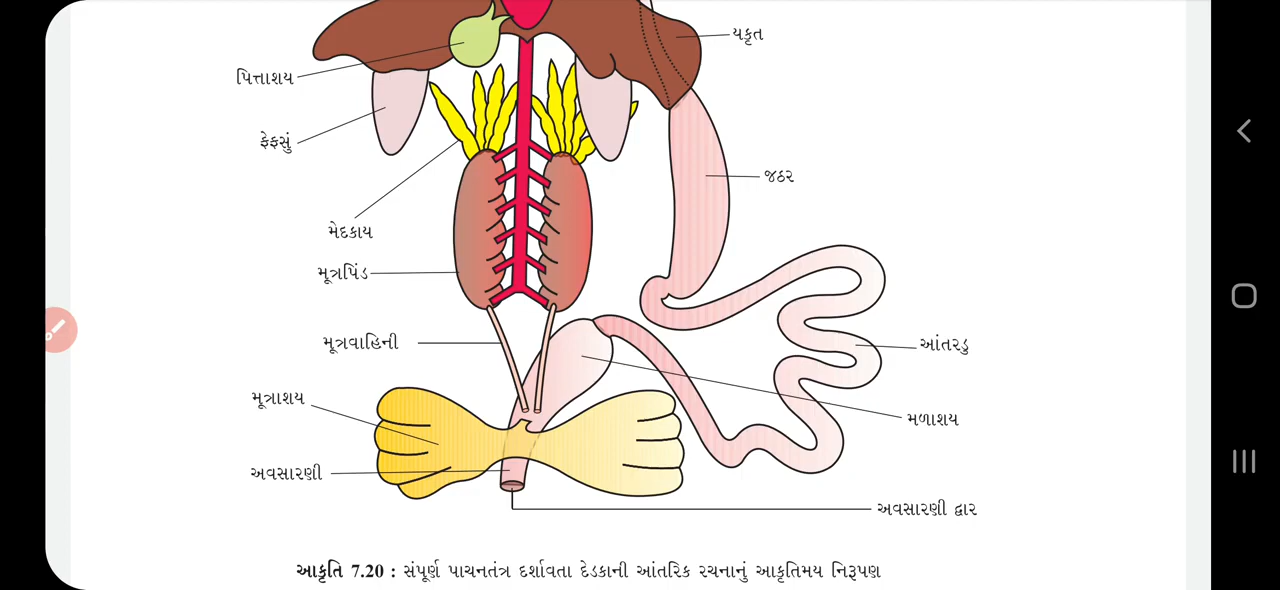 યકૃત
પિત્તાશય
ફેફસું
જઠર
મેદકાય
મૂત્રપિંડ
મૂત્રવાહિની
આંતરડુ
મૂત્રાશય
મળાશય
અવસારણી
અવસારણી દ્વાર
આકૃતિ 7.20 : સંપૂર્ણ પાચનતંત્ર દર્શાવતા દેડકાની આંતરિક રચનાનું આકૃતિમય નિરૂપણ